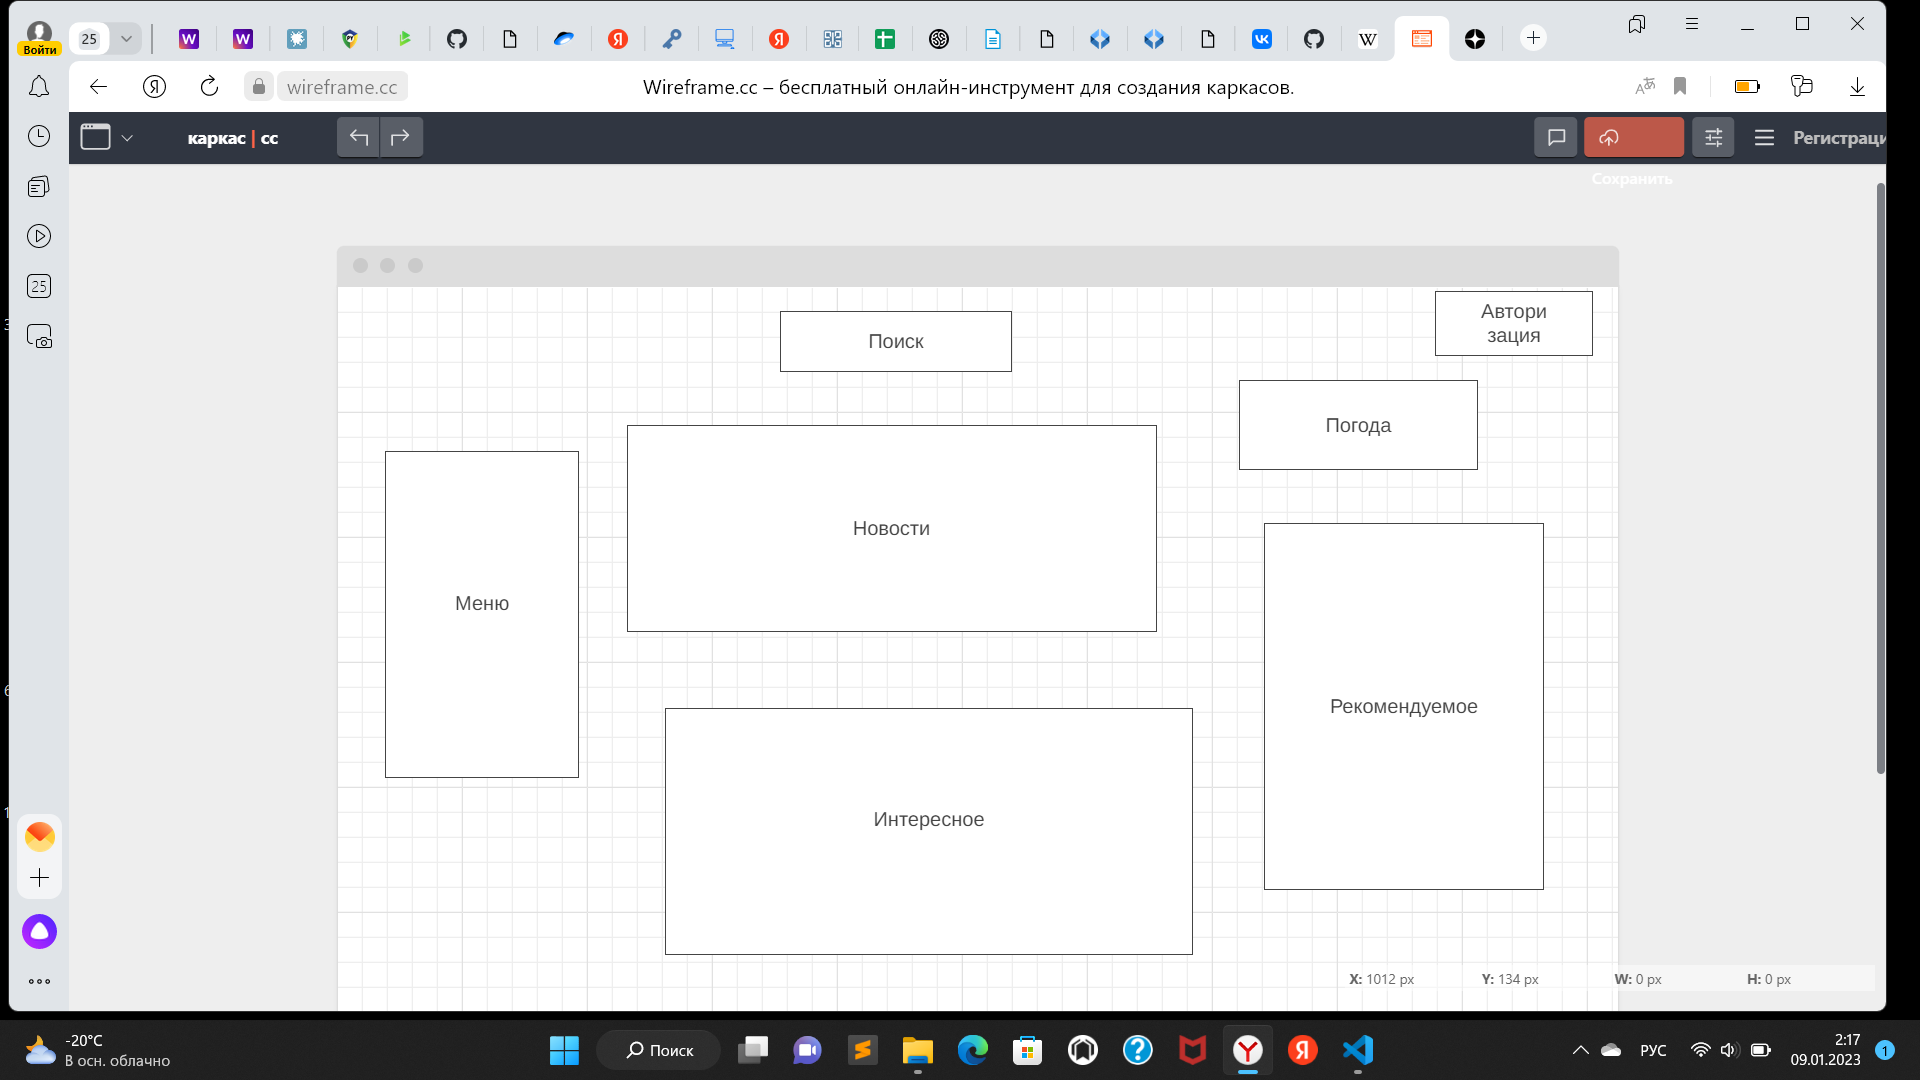 Войти
25
wireframe.cc
Wireframe.cc – бесплатный онлайн-инструмент для создания каркасов.
каркас | cc
Регистраци
Сохранить
25
Поиск
Автори
зация
Погода
Новости
Меню
Рекомендуемое
Интересное
X: 1012 px
Y: 134 px
W: 0 px
H: 0 px
-20°C
В осн. облачно
Поиск
РУС
2:17
09.01.2023
1